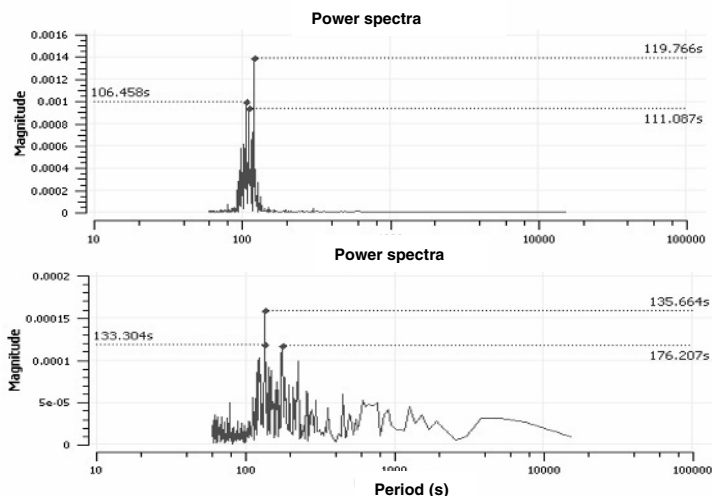 Power spectra
0.0016
0.0014
0.0012
0.001
0.0008
0.0006
0.0004
0.0002
0
Magnitude
119.766s
106.458s
111.087s
10
100
10000
100000
Power spectra
0.0002
0.00015
0.0001
5e-05
0
Magnitude
135.664s
133.304s
176.207s
10
100
1000
10000
100000
Period (s)